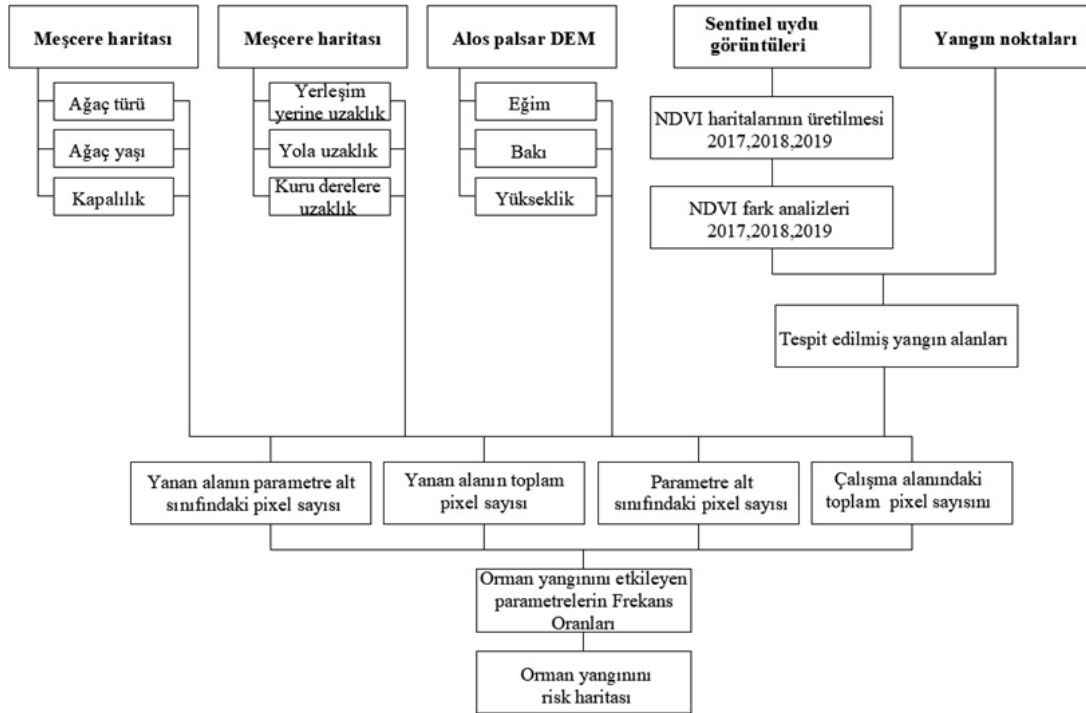 Meşcere haritası
Meşcere haritası
Alos palsar DEM
Sentinel uydu
görüntüleri
Yangın noktaları
Ağaç türü
Ağaç yaşı
Kapalılık
Yerleşim
yerine uzaklık
Yola uzaklık
Kuru derelere
uzaklık
Eğim
Bakı
Yükseklik
NDVI haritalarının üretilmesi
2017,2018,2019
NDVI fark analizleri
2017,2018,2019
Tespit edilmiş yangın alanları
Yanan alanın parametre alt
sınıfındaki pixel sayısı
Yanan alanın toplam
pixel sayısı
Parametre alt
sınıfındaki pixel sayısı
Çalışma alanındaki
toplam pixel sayısını
Orman yangınını etkileyen
parametrelerin Frekans
Oranları
Orman yangınını
risk haritası